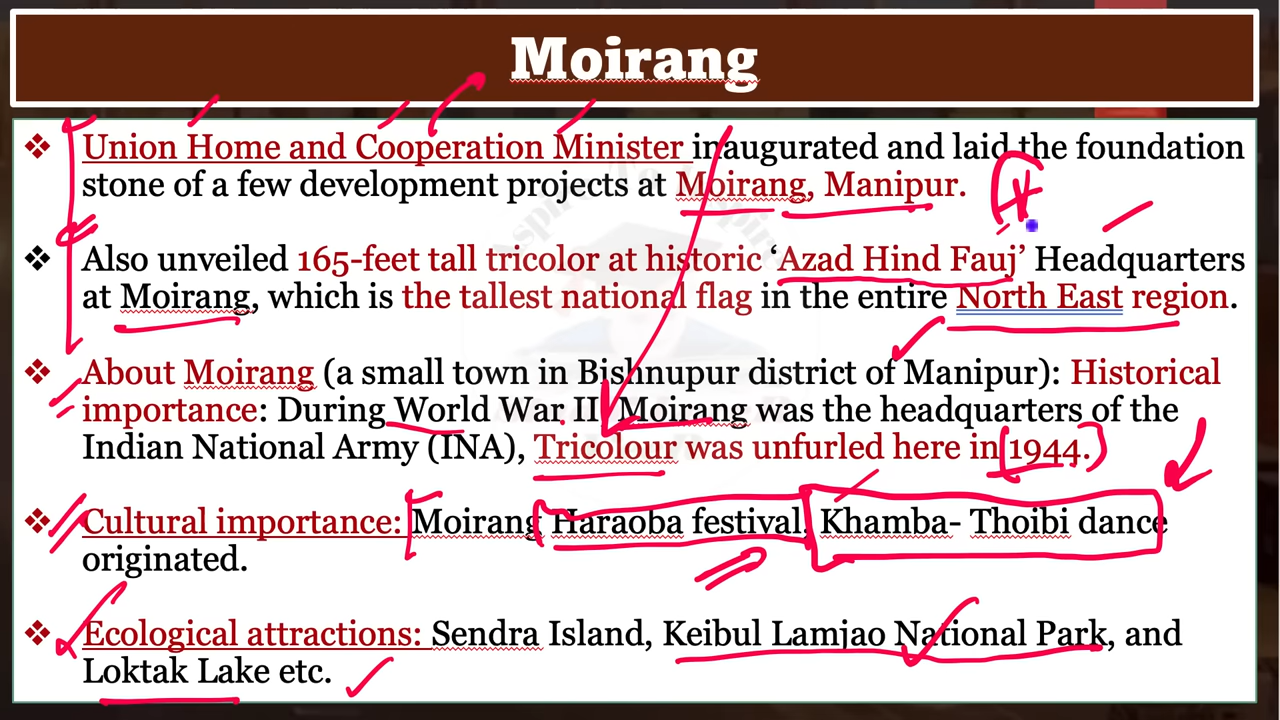 Moirang
❖ Union Home and Cooperation Minister inaugurated and laid the foundation
stone of a few development projects at Moirang, Manipur.
❖ Also unveiled 165-feet tall tricolor at historic ‘Azad Hind Fauj’ Headquarters
at Moirang, which is the tallest national flag in the entire North East region.
❖ About Moirang (a small town in Bishnupur district of Manipur): Historical
importance: During World War II, Moirang was the headquarters of the
Indian National Army (INA), Tricolour was unfurled here in 1944.
❖ Cultural importance: Moirang Haraoba festival, Khamba- Thoibi dance
originated.
❖ Ecological attractions: Sendra Island, Keibul Lamjao National Park, and
Loktak Lake etc.